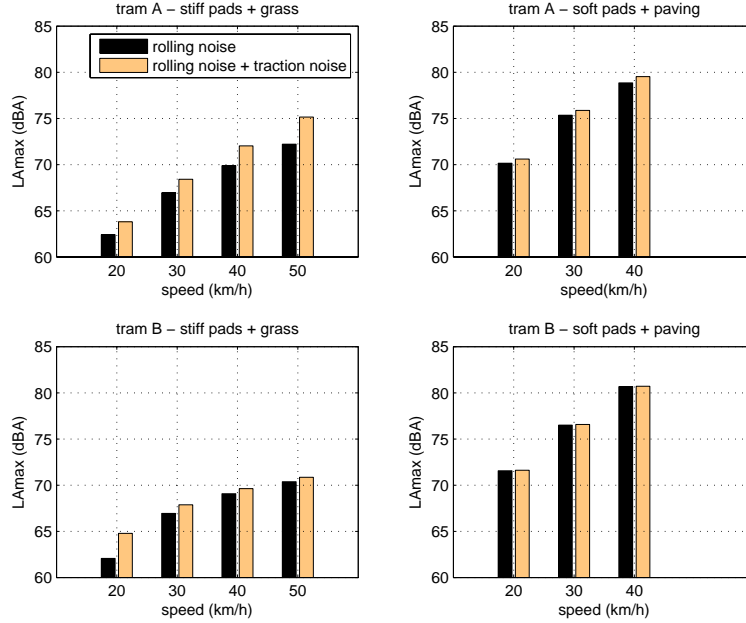 tram A − stiff pads + grass
85
80
75
70
65
60
LAmax (dBA)
rolling noise
rolling noise + traction noise
20 30 40 50
speed (km/h)
tram A − soft pads + paving
85
80
75
70
65
60
LAmax (dBA)
20 30 40
speed(km/h)
tram B − stiff pads + grass
85
80
75
70
65
60
LAmax (dBA)
20 30 40 50
speed (km/h)
tram B − soft pads + paving
85
80
75
70
65
60
LAmax (dBA)
20 30 40
speed (km/h)